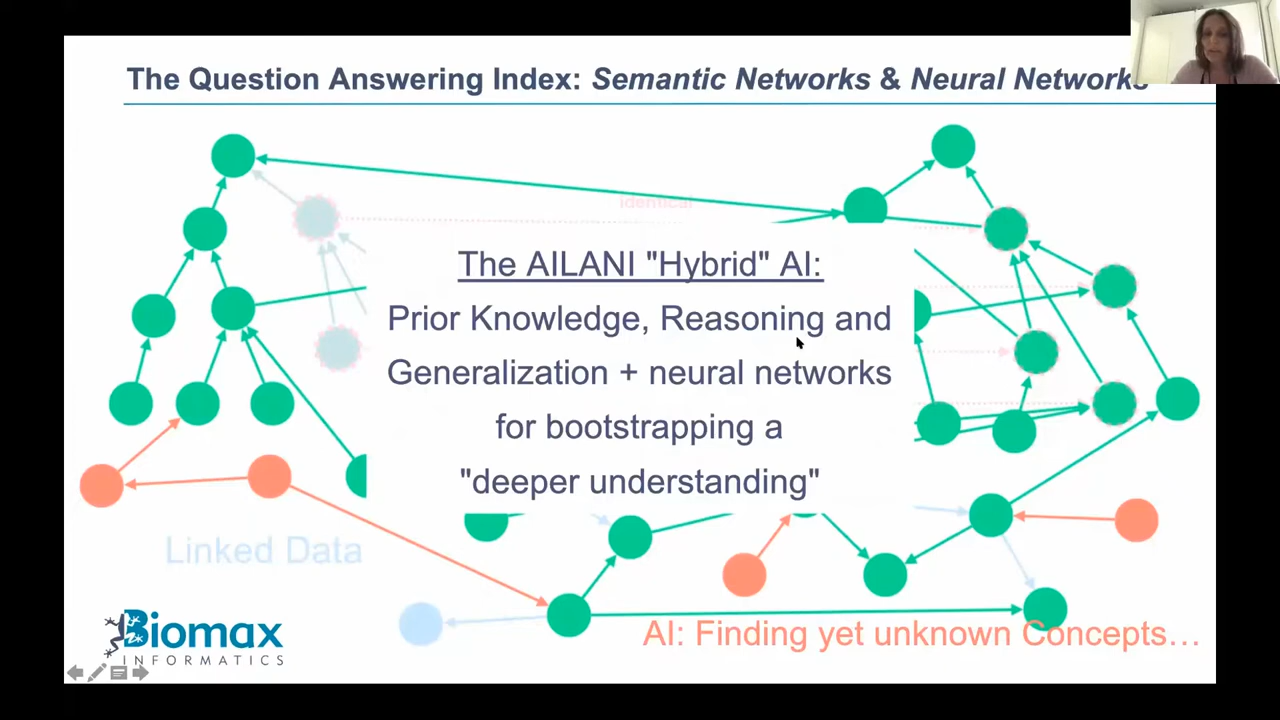 The Question Answering Index: Semantic Networks & Neural Networks
identical
The AILANI "Hybrid" AI:
Prior Knowledge, Reasoning and
Generalization + neural networks
for bootstrapping a
"deeper understanding"
Linked Data
Biomax
INFORMATICS
AI: Finding yet unknown Concepts...